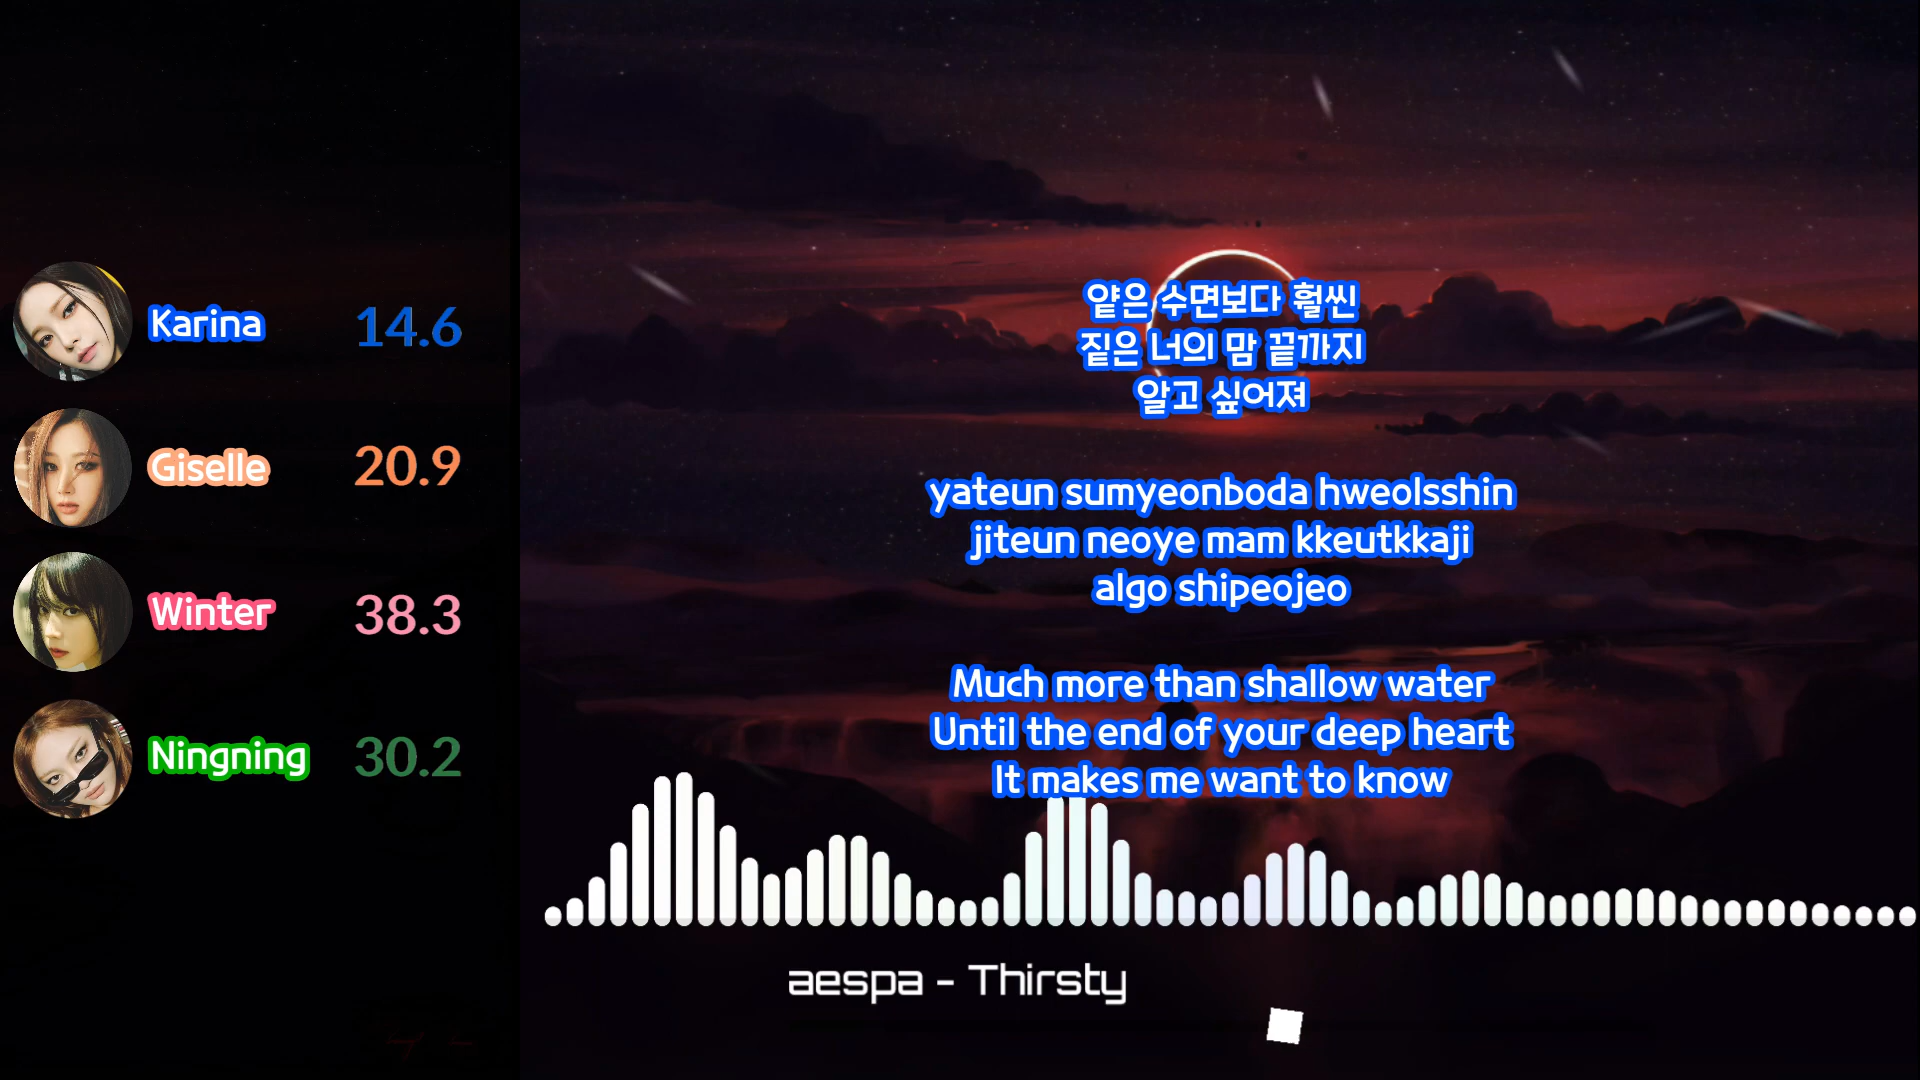 Karina 14.6
Giselle 20.9
Winter 38.3
Ningning 30.2
얕은 수면보다 훨씬
짙은 너의 맘 끝까지
알고 싶어져
yateun sumyeonboda hweolsshin
jiteun neoye mam kkeutkkaji
algo shipeojeo
Much more than shallow water
Until the end of your deep heart
It makes me want to know
aespa - Thirsty